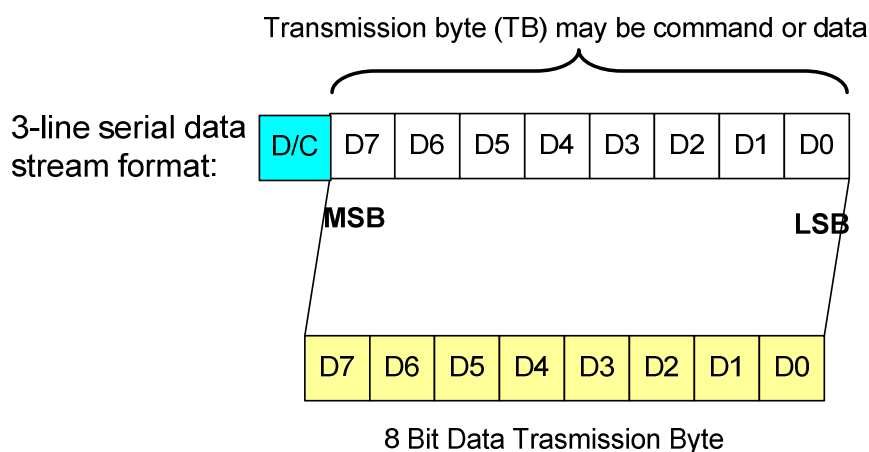 Transmission byte (TB) may be command or data
3-line serial data
stream format:
D/C D7 D6 D5 D4 D3 D2 D1 D0
MSB LSB
D7 D6 D5 D4 D3 D2 D1 D0
8 Bit Data Trasmission Byte